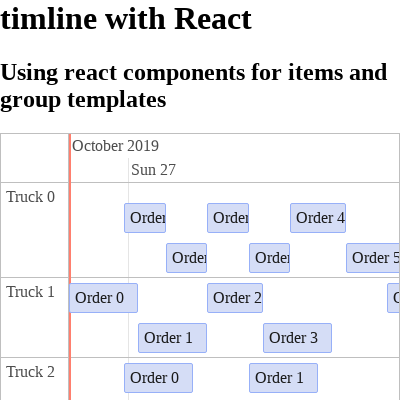 timline with React
Using react components for items and
group templates
October 2019
Sun 27
Truck 0
Order Order Order 4
Order Order Order 5
Truck 1
Order 0 Order 2
Order 1 Order 3
Truck 2
Order 0 Order 1